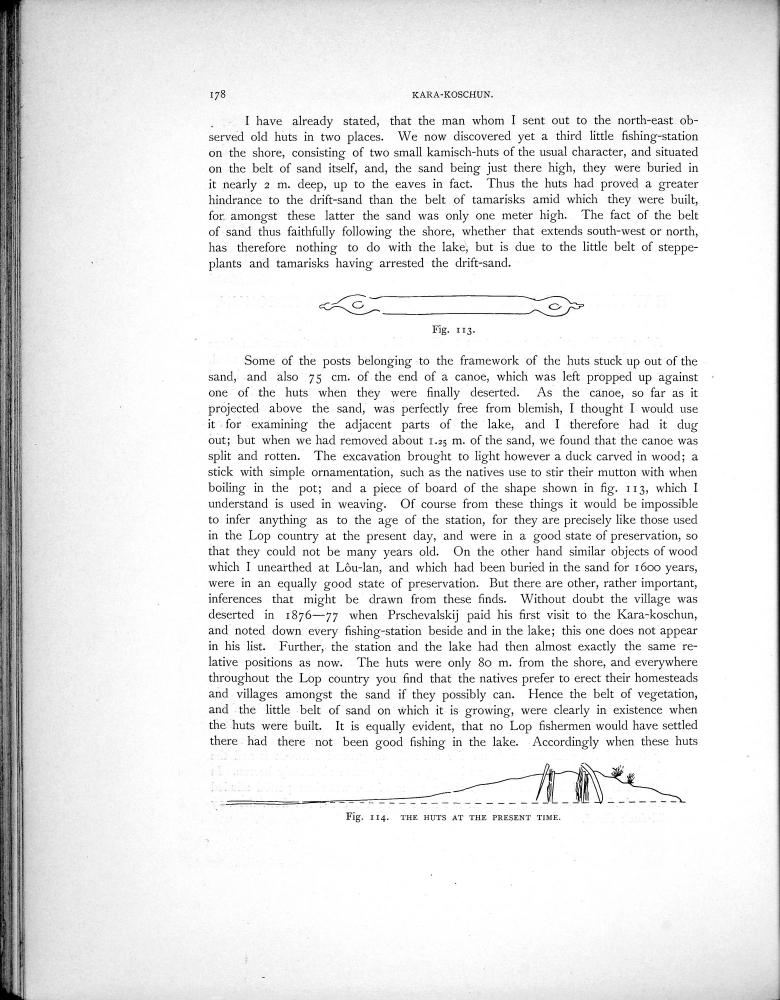 178
KARA-KOSCHUN.
I have already stated, that the man whom I sent out to the north-east ob-
served old huts in two places. We now discovered yet a third little fishing-station
on the shore, consisting of two small kamisch-huts of the usual character, and situated
on the belt of sand itself, and, the sand being just there high, they were buried in
it nearly 2 m. deep, up to the eaves in fact. Thus the huts had proved a greater
hindrance to the drift-sand than the belt of tamarisks amid which they were built,
for amongst these latter the sand was only one meter high. The fact of the belt
of sand thus faithfully following the shore, whether that extends south-west or north,
has therefore nothing to do with the lake, but is due to the little belt of steppe-
plants and tamarisks having arrested the drift-sand.
Fig. 113.
Some of the posts belonging to the framework of the huts stuck up out of the
sand, and also 75 cm. of the end of a canoe, which was left propped up against
one of the huts when they were finally deserted. As the canoe, so far as it
projected above the sand, was perfectly free from blemish, I thought I would use
it for examining the adjacent parts of the lake, and I therefore had it dug
out; but when we had removed about 1.25 m. of the sand, we found that the canoe was
split and rotten. The excavation brought to light however a duck carved in wood; a
stick with simple ornamentation, such as the natives use to stir their mutton with when
boiling in the pot; and a piece of board of the shape shown in fig. 113, which I
understand is used in weaving. Of course from these things it would be impossible
to infer anything as to the age of the station, for they are precisely like those used
in the Lop country at the present day, and were in a good state of preservation, so
that they could not be many years old. On the other hand similar objects of wood
which I unearthed at Lôu-lan, and which had been buried in the sand for 1600 years,
were in an equally good state of preservation. But there are other, rather important,
inferences that might be drawn from these finds. Without doubt the village was
deserted in 1876—77 when Prschevalskij paid his first visit to the Kara-koschun,
and noted down every fishing-station beside and in the lake; this one does not appear
in his list. Further, the station and the lake had then almost exactly the same re-
lative positions as now. The huts were only 80 m. from the shore, and everywhere
throughout the Lop country you find that the natives prefer to erect their homesteads
and villages amongst the sand if they possibly can. Hence the belt of vegetation,
and the little belt of sand on which it is growing, were clearly in existence when
the huts were built. It is equally evident, that no Lop fishermen would have settled
there had there not been good fishing in the lake. Accordingly when these huts
Fig. 114. THE HUTS AT THE PRESENT TIME.